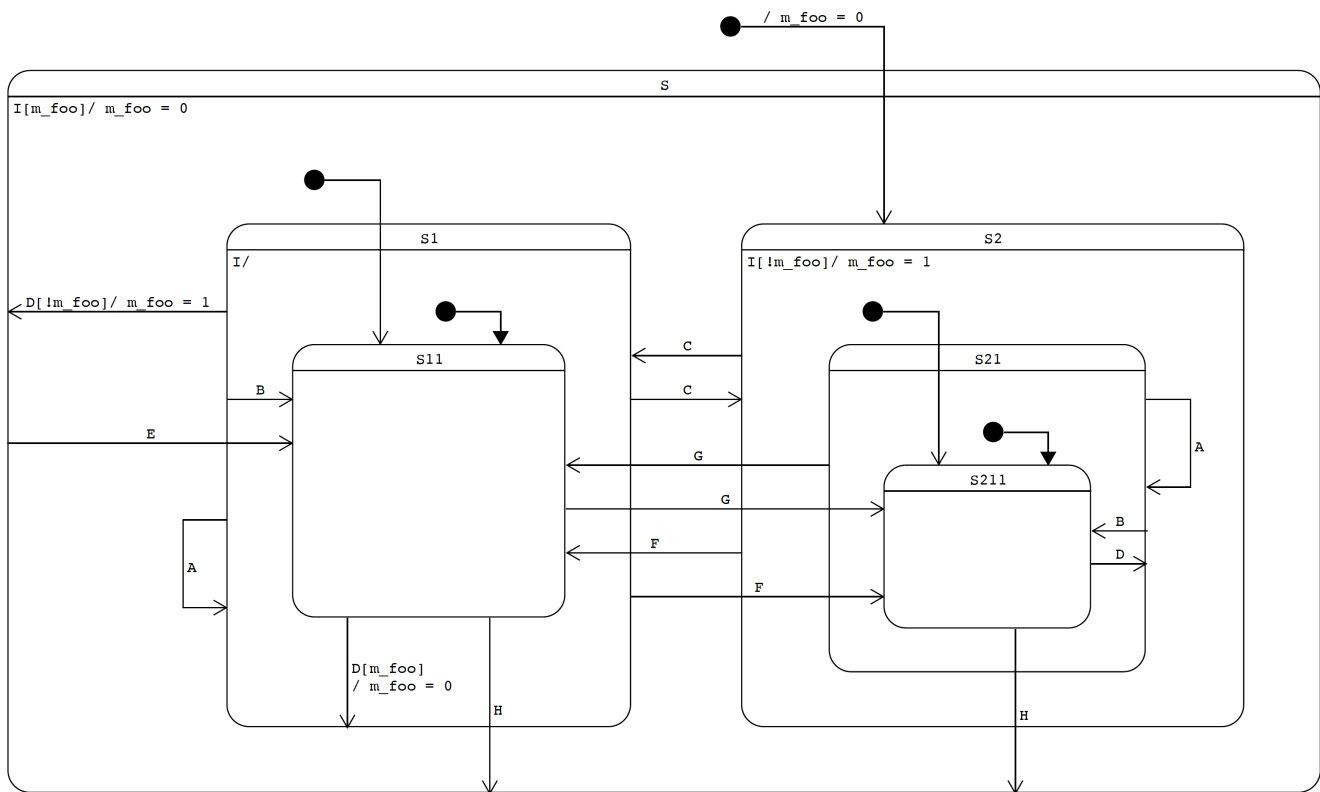 / m_foo = 0
S
I[m_foo]/ m_foo = 0
S1
S2
I/
I[!m_foo]/ m_foo = 1
D[!m_foo]/ m_foo = 1
S11
S21
C
B
C
E
A
G
S211
G
B
F
D
A
F
D[m_foo]
/ m_foo = 0
H
H